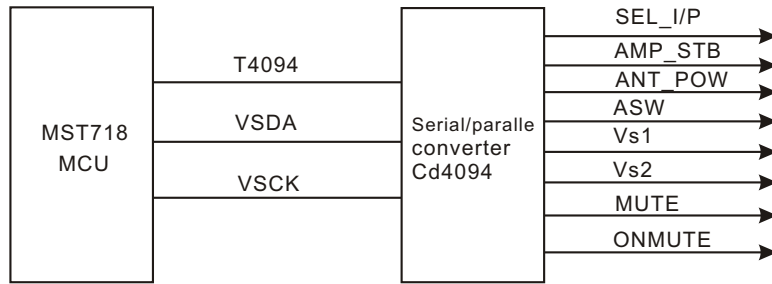 MST718
MCU
T4094
VSDA
VSCK
Serial/paralle
converter
Cd4094
SEL_I/P
AMP_STB
ANT_POW
ASW
Vs1
Vs2
MUTE
ONMUTE